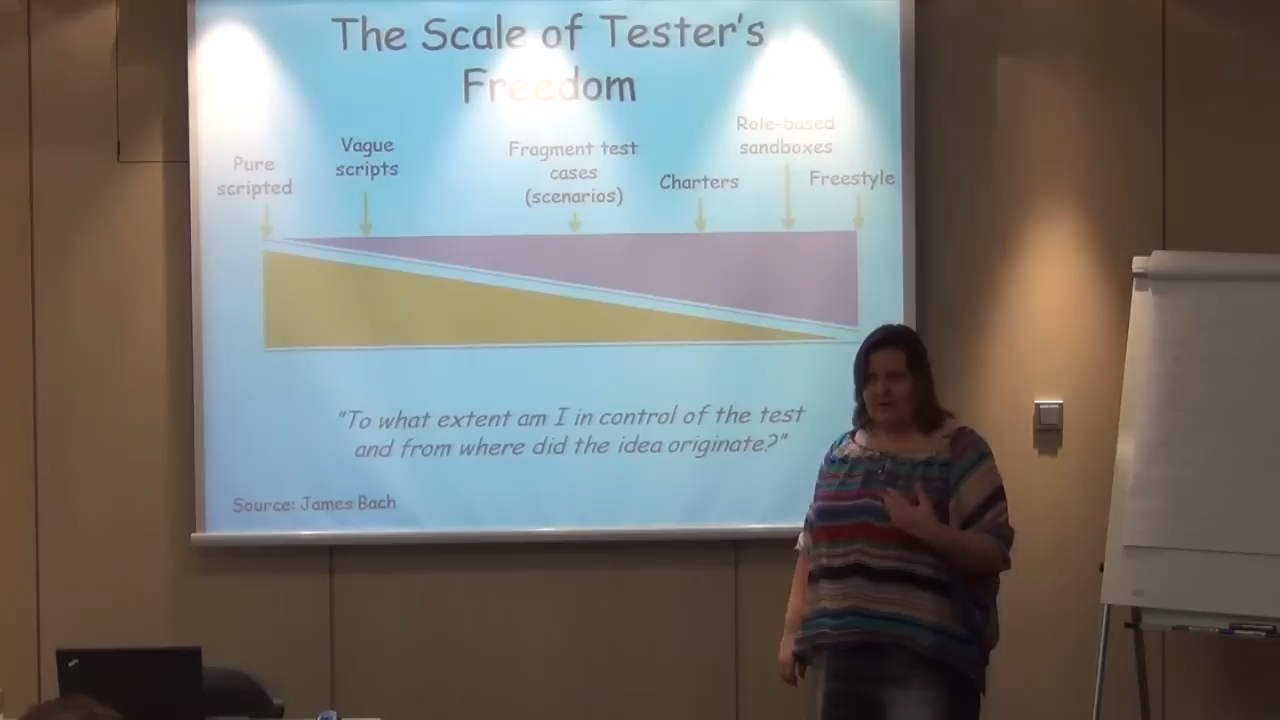 The Scale of Tester's
Freedom
Pure
scripted
Vague
scripts
Fragment test
cases
(scenarios)
Charters
Role-based
sandboxes
Freestyle
"To what extent am I in control of the test
and from where did the idea originate?"
Source: James Bach